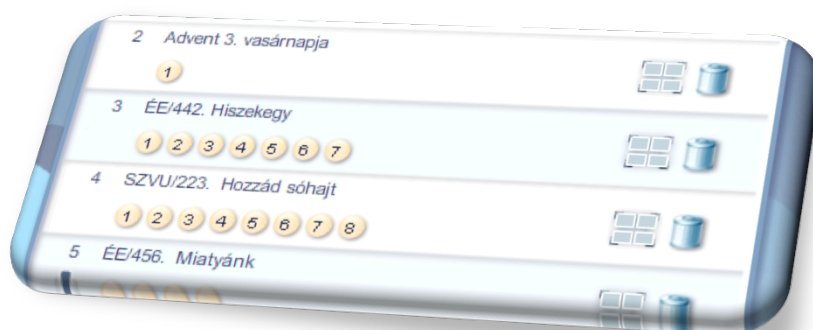 2 Advent 3. vasárnapja
1
3 ÉE/442. Hiszekegy
1 2 3 4 5 6 7
4 SZVU/223. Hozzád sóhajt
1 2 3 4 5 6 7 8
5 ÉE/456. Miatyánk